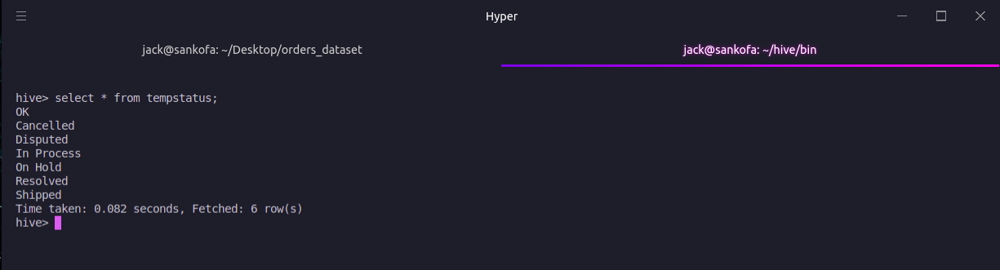 Hyper
jack@sankofa: ~/Desktop/orders_dataset
jack@sankofa: ~/hive/bin
hive> select * from tempstatus;
OK
Cancelled
Disputed
In Process
On Hold
Resolved
Shipped
Time taken: 0.082 seconds, Fetched: 6 row(s)
hive>